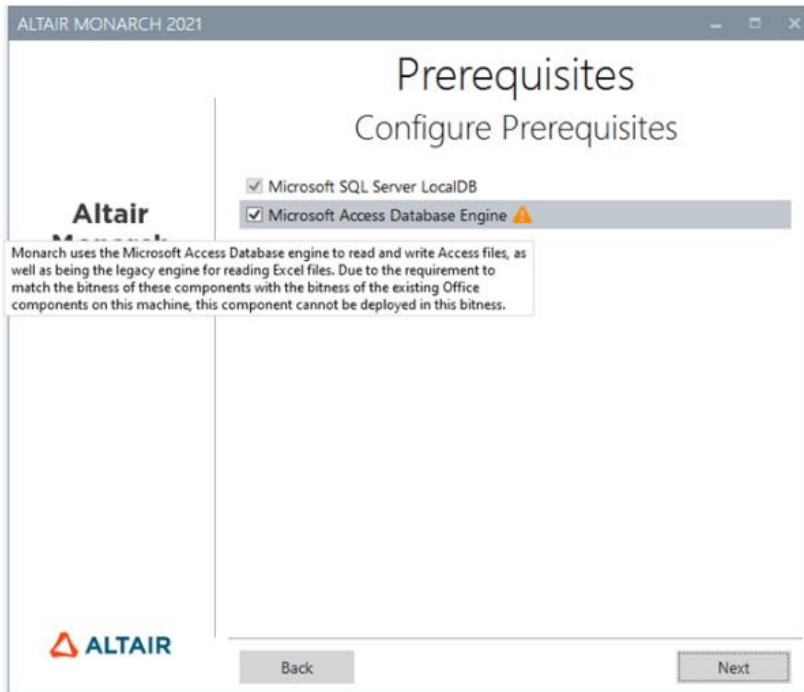 ALTAIR MONARCH 2021
Prerequisites
Configure Prerequisites
Microsoft SQL Server LocalDB
Altair
Microsoft Access Database Engine
Monarch
Monarch uses the Microsoft Access Database engine to read and write Access files, as
well as being the legacy engine for reading Excel files. Due to the requirement to
match the bitness of these components with the bitness of the existing Office
components on this machine, this component cannot be deployed in this bitness.
ALTAIR
Back
Next